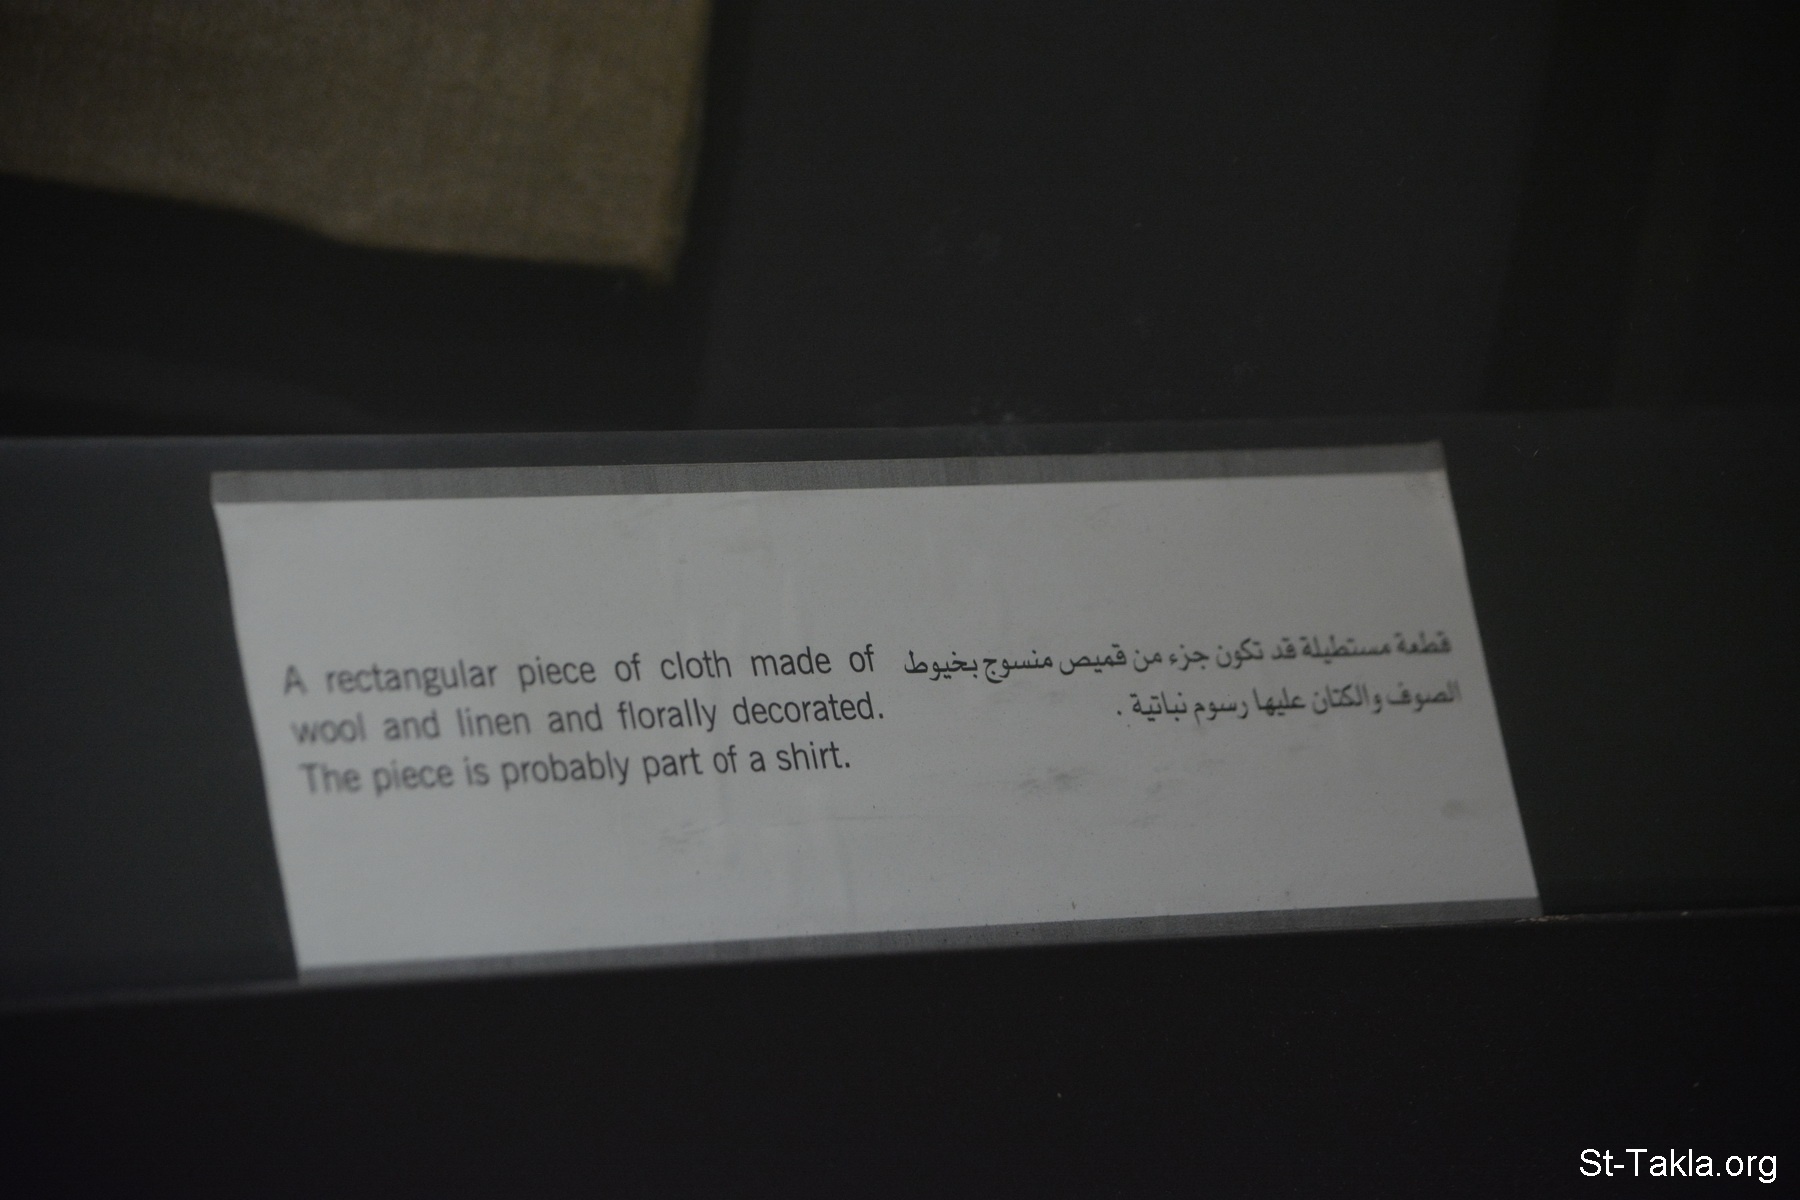 A rectangular piece of cloth made of
wool and linen and florally decorated.
The piece is probably part of a shirt.
قطعة مستطيلة قد تكون جزء من قميص منسوج بخيوط
الصوف والكتان عليها رسوم نباتية .
St-Takla.org